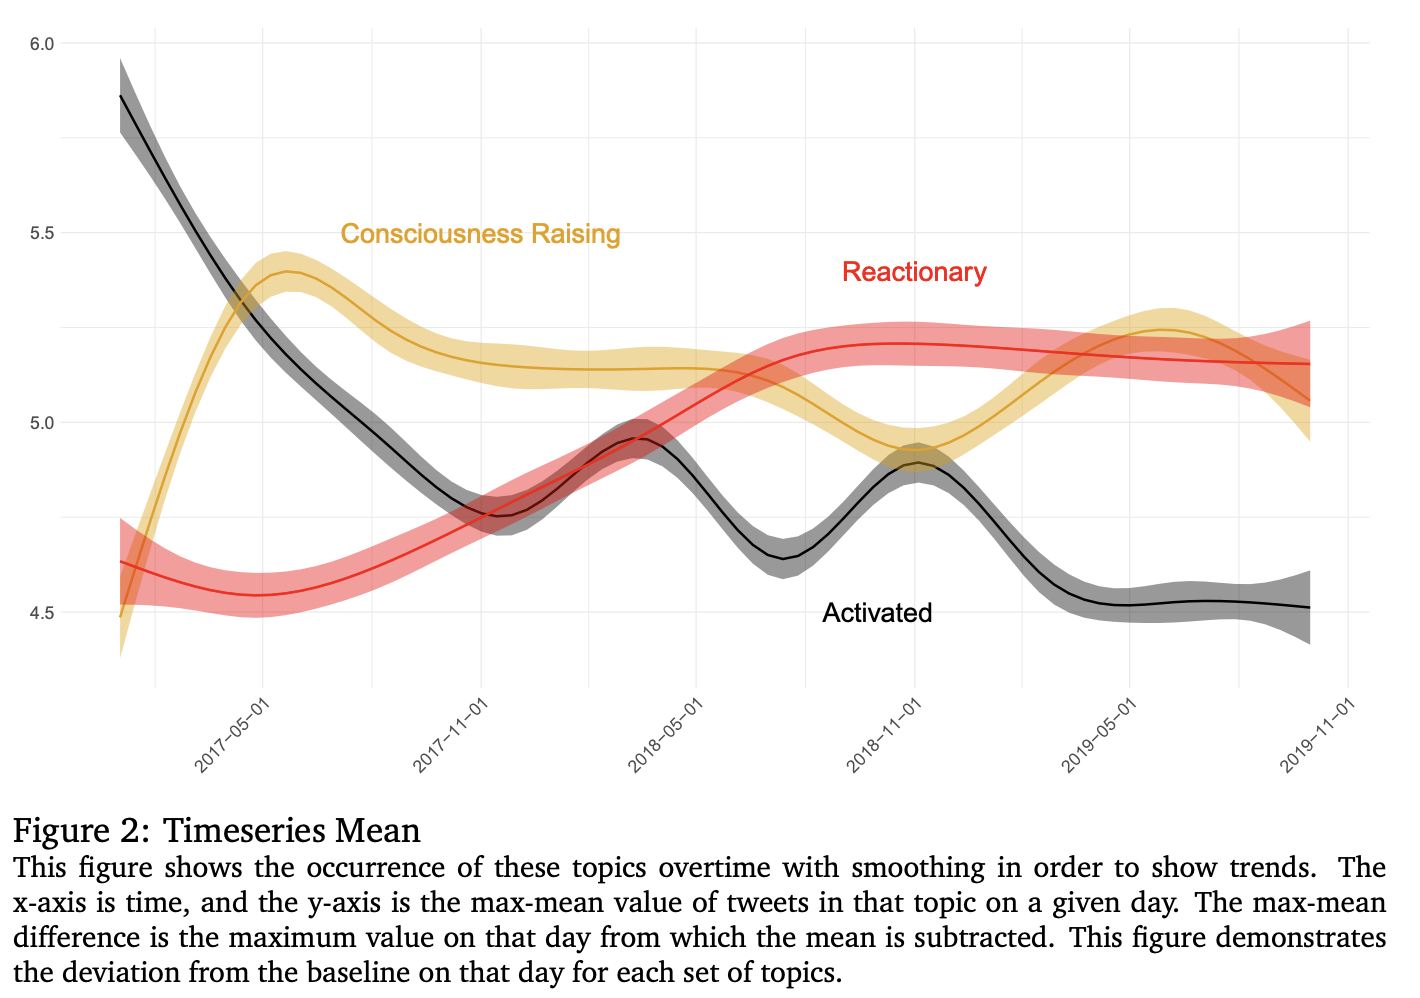 6.0
5.5
5.0
4.5
Consciousness Raising
Reactionary
Activated
2017−05−01
2017−11−01
2018−05−01
2018−11−01
2019−05−01
2019−11−01
Figure 2: Timeseries Mean
This figure shows the occurrence of these topics overtime with smoothing in order to show trends. The
x-axis is time, and the y-axis is the max-mean value of tweets in that topic on a given day. The max-mean
difference is the maximum value on that day from which the mean is subtracted. This figure demonstrates
the deviation from the baseline on that day for each set of topics.